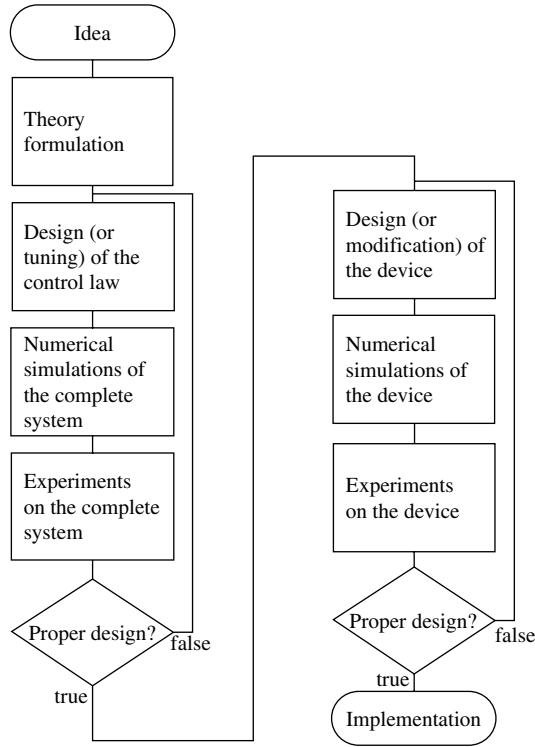 Idea
Theory
formulation
Design (or
tuning) of the
control law
Numerical
simulations of
the complete
system
Experiments
on the complete
system
Proper design?
false
true
Design (or
modification) of
the device
Numerical
simulations of
the device
Experiments
on the device
Proper design?
false
true
Implementation